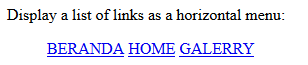 Display a list of links as a horizontal menu:
BERANDA HOME GALERRY